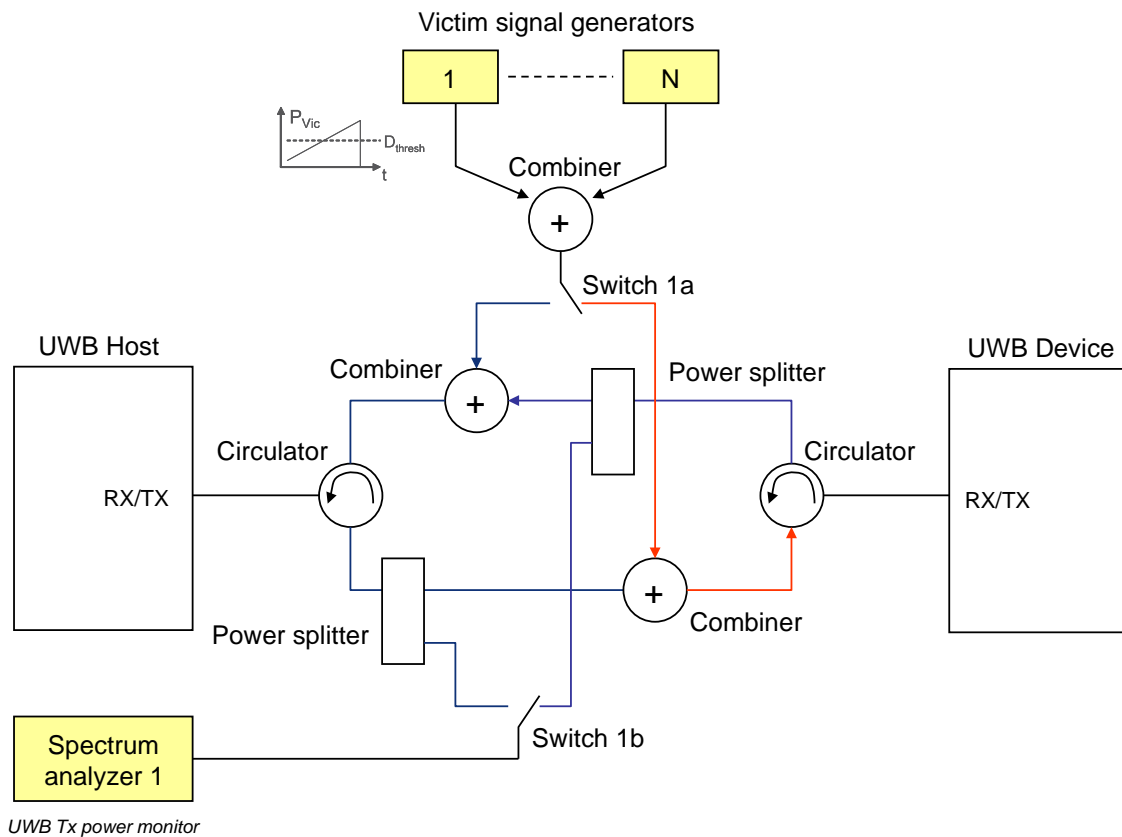 Victim signal generators
1
N
PVic
Dthresh
t
Combiner
+
Switch 1a
UWB Host
UWB Device
Combiner
Power splitter
+
Circulator
Circulator
RX/TX
RX/TX
+
Power splitter
Combiner
Switch 1b
Spectrum
analyzer 1
UWB Tx power monitor